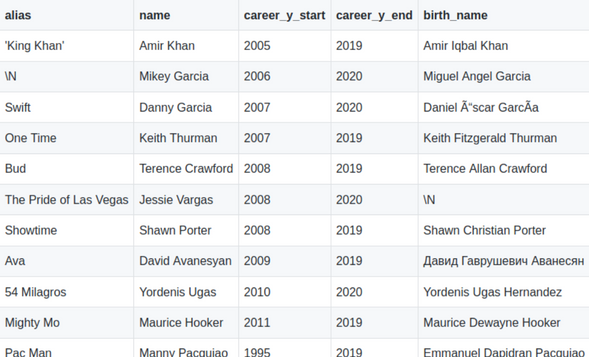 alias name career_y_start career_y_end birth_name
'King Khan' Amir Khan 2005 2019 Amir Iqbal Khan
\N Mikey Garcia 2006 2020 Miguel Angel Garcia
Swift Danny Garcia 2007 2020 Daniel Ã“scar GarcÃ­a
One Time Keith Thurman 2007 2019 Keith Fitzgerald Thurman
Bud Terence Crawford 2008 2019 Terence Allan Crawford
The Pride of Las Vegas Jessie Vargas 2008 2020 \N
Showtime Shawn Porter 2008 2019 Shawn Christian Porter
Ava David Avanesyan 2009 2019 Давид Гаврушевич Аванесян
54 Milagros Yordenis Ugas 2010 2020 Yordenis Ugas Hernandez
Mighty Mo Maurice Hooker 2011 2019 Maurice Dewayne Hooker
Pac Man Manny Pacquiao 1995 2019 Emmanuel Dapidran Pacquiao